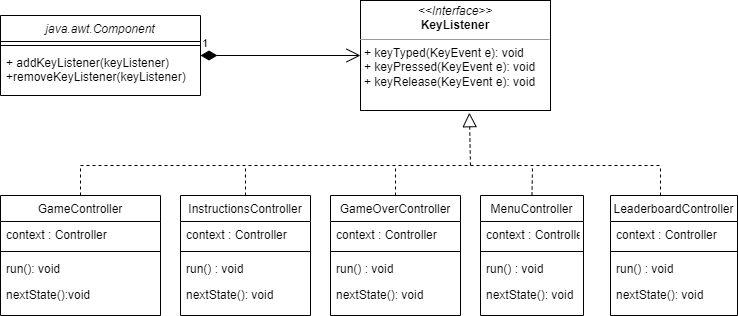 java.awt.Component
+ addKeyListener(keyListener)
+removeKeyListener(keyListener)
1
<<Interface>>
KeyListener
+ keyTyped(KeyEvent e): void
+ keyPressed(KeyEvent e): void
+ keyRelease(KeyEvent e): void
GameController
context : Controller
run(): void
nextState():void
InstructionsController
context : Controller
run() : void
nextState(): void
GameOverController
context : Controller
run() : void
nextState(): void
MenuController
context : Controlle
run() : void
nextState(): void
LeaderboardController
context : Controller
run() : void
nextState(): void